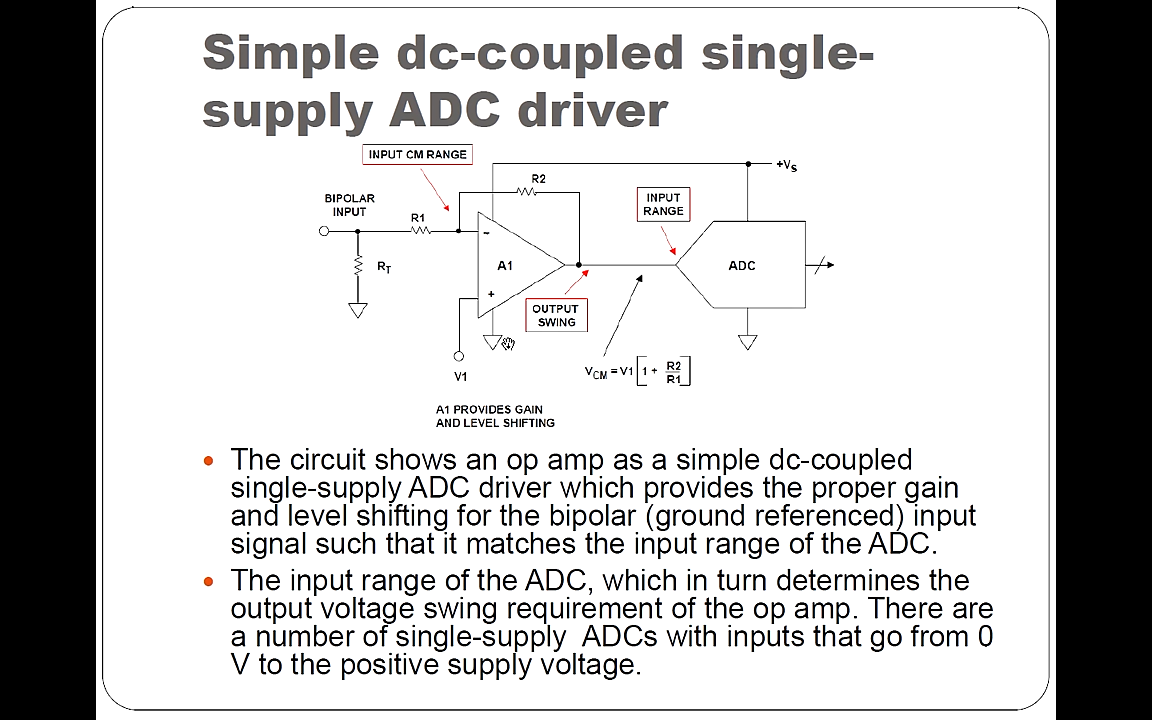 Simple dc-coupled single-
supply ADC driver
INPUT CM RANGE
+VS
R2
BIPOLAR
INPUT
INPUT
RANGE
R1
-
RT
A1
ADC
+
OUTPUT
SWING
V1
VCM = V1 [ 1 + R2
R1 ]
A1 PROVIDES GAIN
AND LEVEL SHIFTING
• The circuit shows an op amp as a simple dc-coupled
single-supply ADC driver which provides the proper gain
and level shifting for the bipolar (ground referenced) input
signal such that it matches the input range of the ADC.
• The input range of the ADC, which in turn determines the
output voltage swing requirement of the op amp. There are
a number of single-supply  ADCs with inputs that go from 0
V to the positive supply voltage.